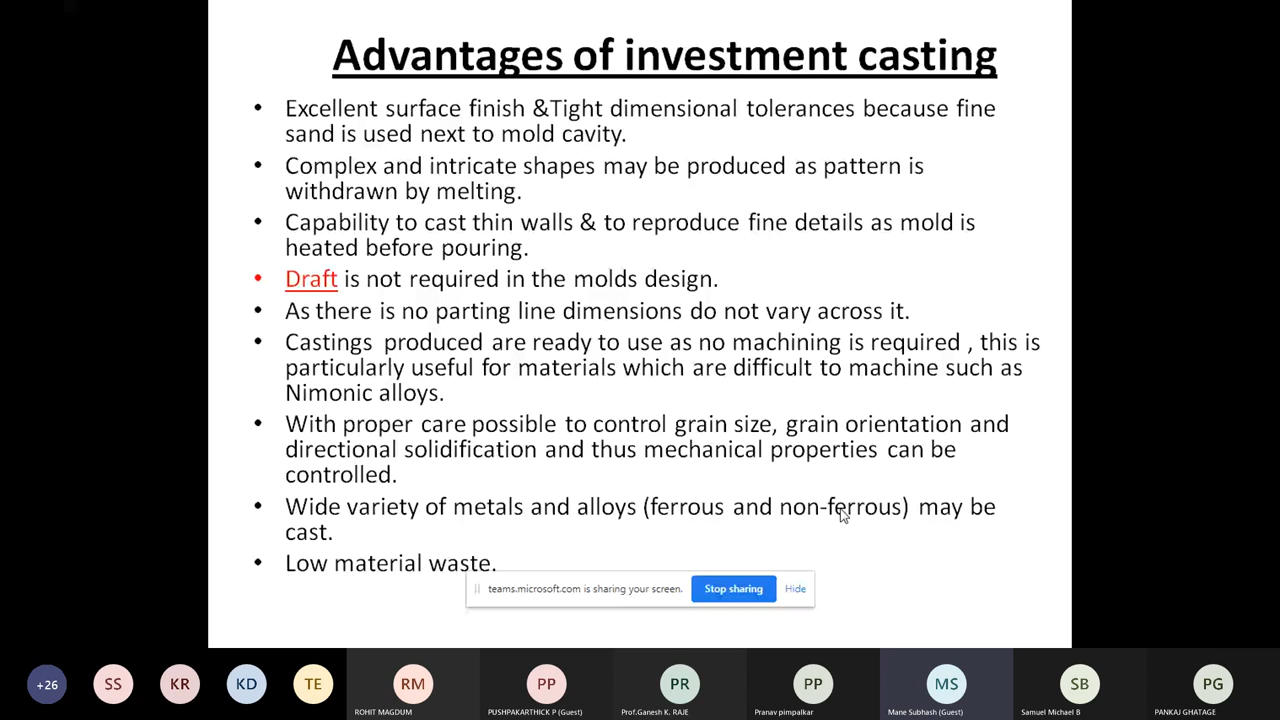 Advantages of investment casting
• Excellent surface finish &Tight dimensional tolerances because fine
sand is used next to mold cavity.
• Complex and intricate shapes may be produced as pattern is
withdrawn by melting.
• Capability to cast thin walls & to reproduce fine details as mold is
heated before pouring.
• Draft is not required in the molds design.
• As there is no parting line dimensions do not vary across it.
• Castings produced are ready to use as no machining is required , this is
particularly useful for materials which are difficult to machine such as
Nimonic alloys.
• With proper care possible to control grain size, grain orientation and
directional solidification and thus mechanical properties can be
controlled.
• Wide variety of metals and alloys (ferrous and non-ferrous) may be
cast.
• Low material waste.
teams.microsoft.com is sharing your screen. Stop sharing Hide
+26 SS KR KD TE RM PP PR PP MS SB PG
ROHIT MAGDUM PUSHPAKARTHICK P (Guest) Prof.Ganesh K. RAJE Pranav pimpalkar Mane Subhash (Guest) Samuel Michael B PANKAJ GHATAGE